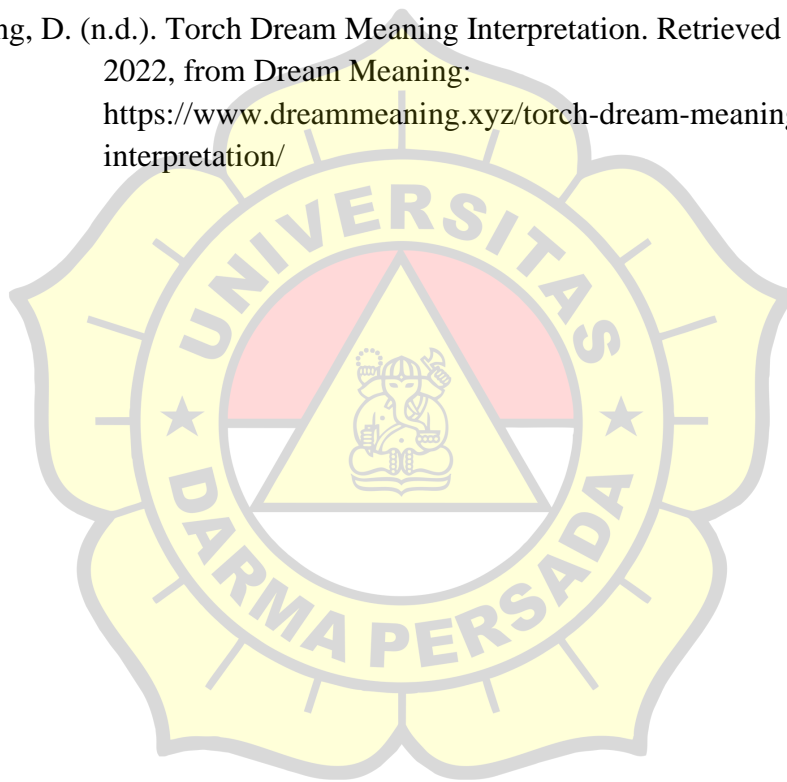 ng, D. (n.d.). Torch Dream Meaning Interpretation. Retrieved
2022, from Dream Meaning:
https://www.dreammeaning.xyz/torch-dream-meaning
interpretation/
UNIVERSITAS
DARMA PERSADA